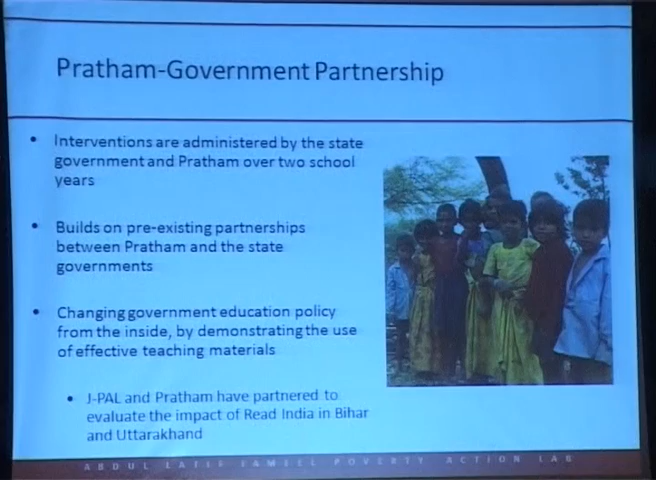 Pratham-Government Partnership
• Interventions are administered by the state
government and Pratham over two school
years
• Builds on pre-existing partnerships
between Pratham and the state
governments
• Changing government education policy
from the inside, by demonstrating the use
of effective teaching materials
• J-PAL and Pratham have partnered to
evaluate the impact of Read India in Bihar
and Uttarakhand
ABDUL LATIF JAMEEL POVERTY ACTION LAB